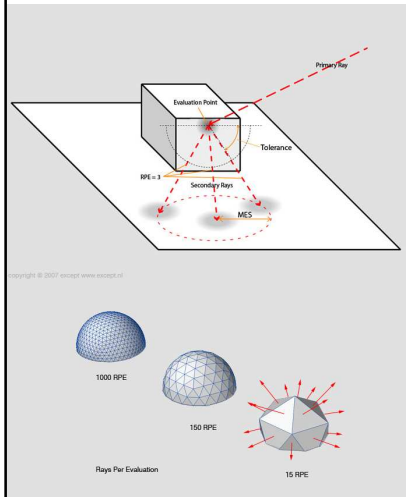 Primary Ray
Evaluation Point
Tolerance
RPE = 3
Secondary Rays
MES
copyright © 2007 except www.except.nl
1000 RPE
150 RPE
Rays Per Evaluation
15 RPE